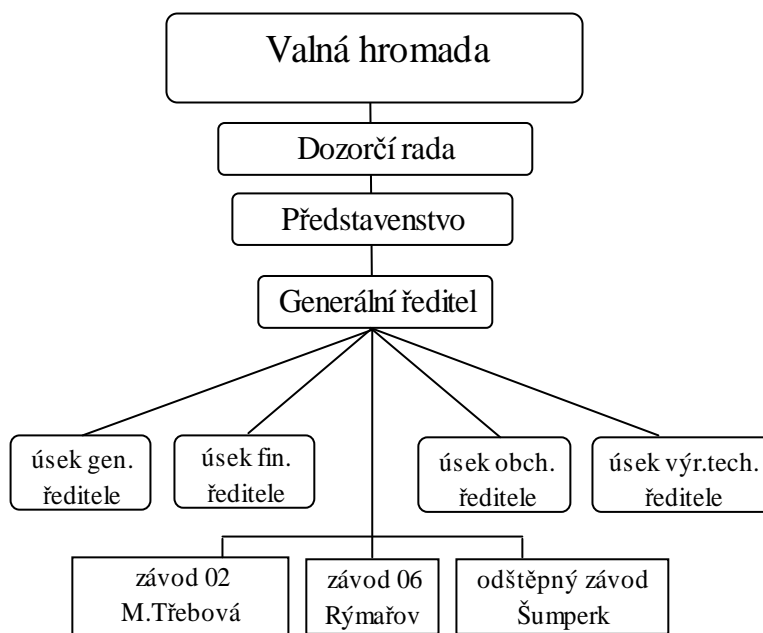 Valná hromada
Dozorčí rada
Představenstvo
Generální ředitel
úsek gen.
ředitele
úsek fin.
ředitele
úsek obch.
ředitele
úsek výr.tech.
ředitele
závod 02
M.Třebová
závod 06
Rýmařov
odštěpný závod
Šumperk